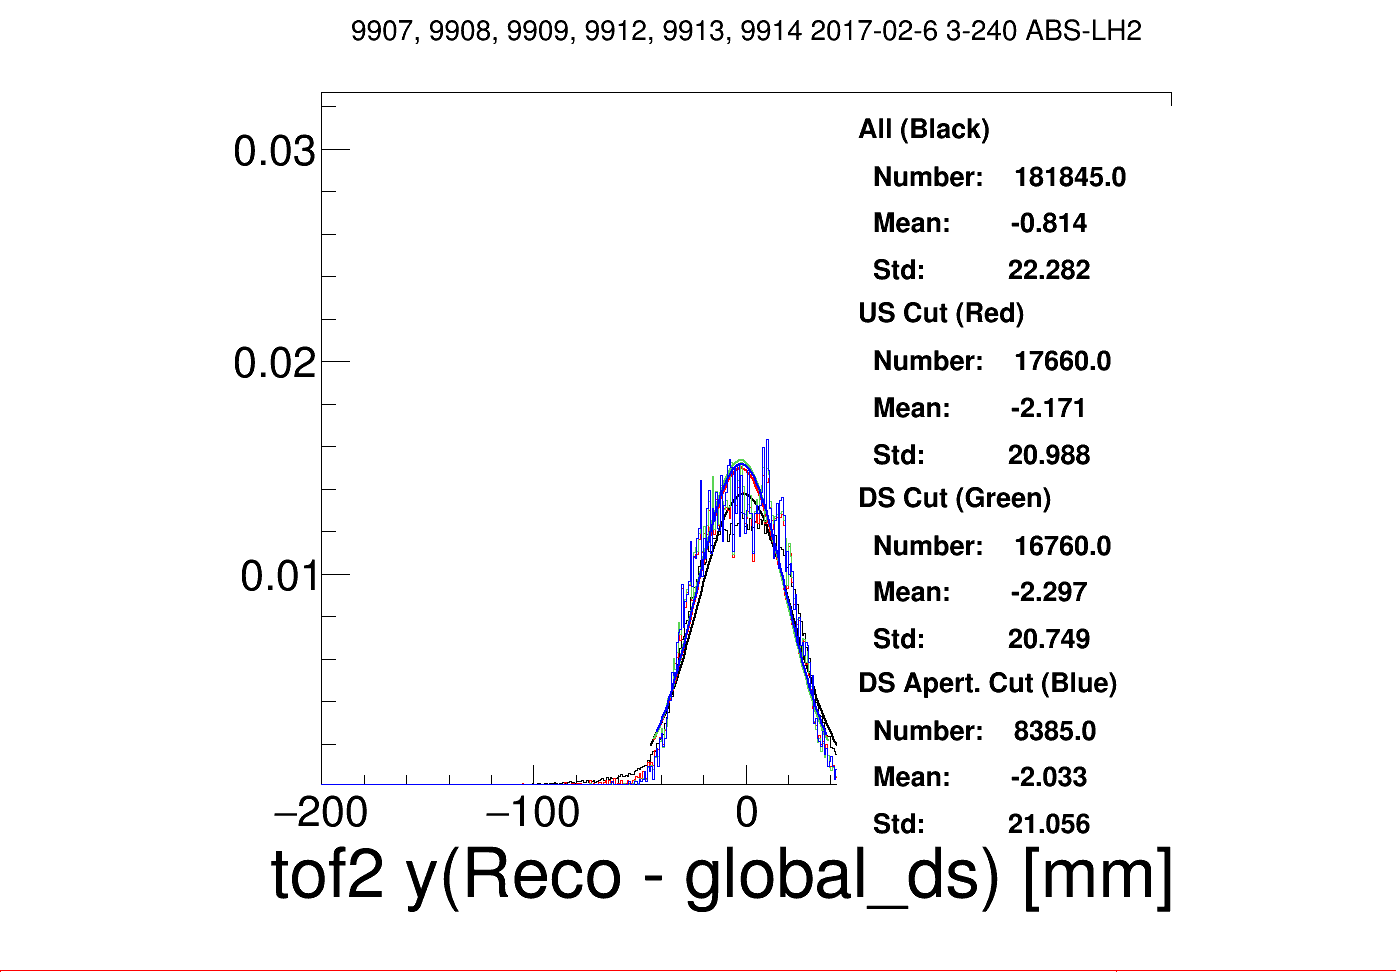 9907, 9908, 9909, 9912, 9913, 9914 2017-02-6 3-240 ABS-LH2
All (Black)
Number: 181845.0
Mean: -0.814
Std: 22.282
US Cut (Red)
Number: 17660.0
Mean: -2.171
Std: 20.988
DS Cut (Green)
Number: 16760.0
Mean: -2.297
Std: 20.749
DS Apert. Cut (Blue)
Number: 8385.0
Mean: -2.033
Std: 21.056
0.03
0.02
0.01
−200 −100 0
tof2 y(Reco - global_ds) [mm]